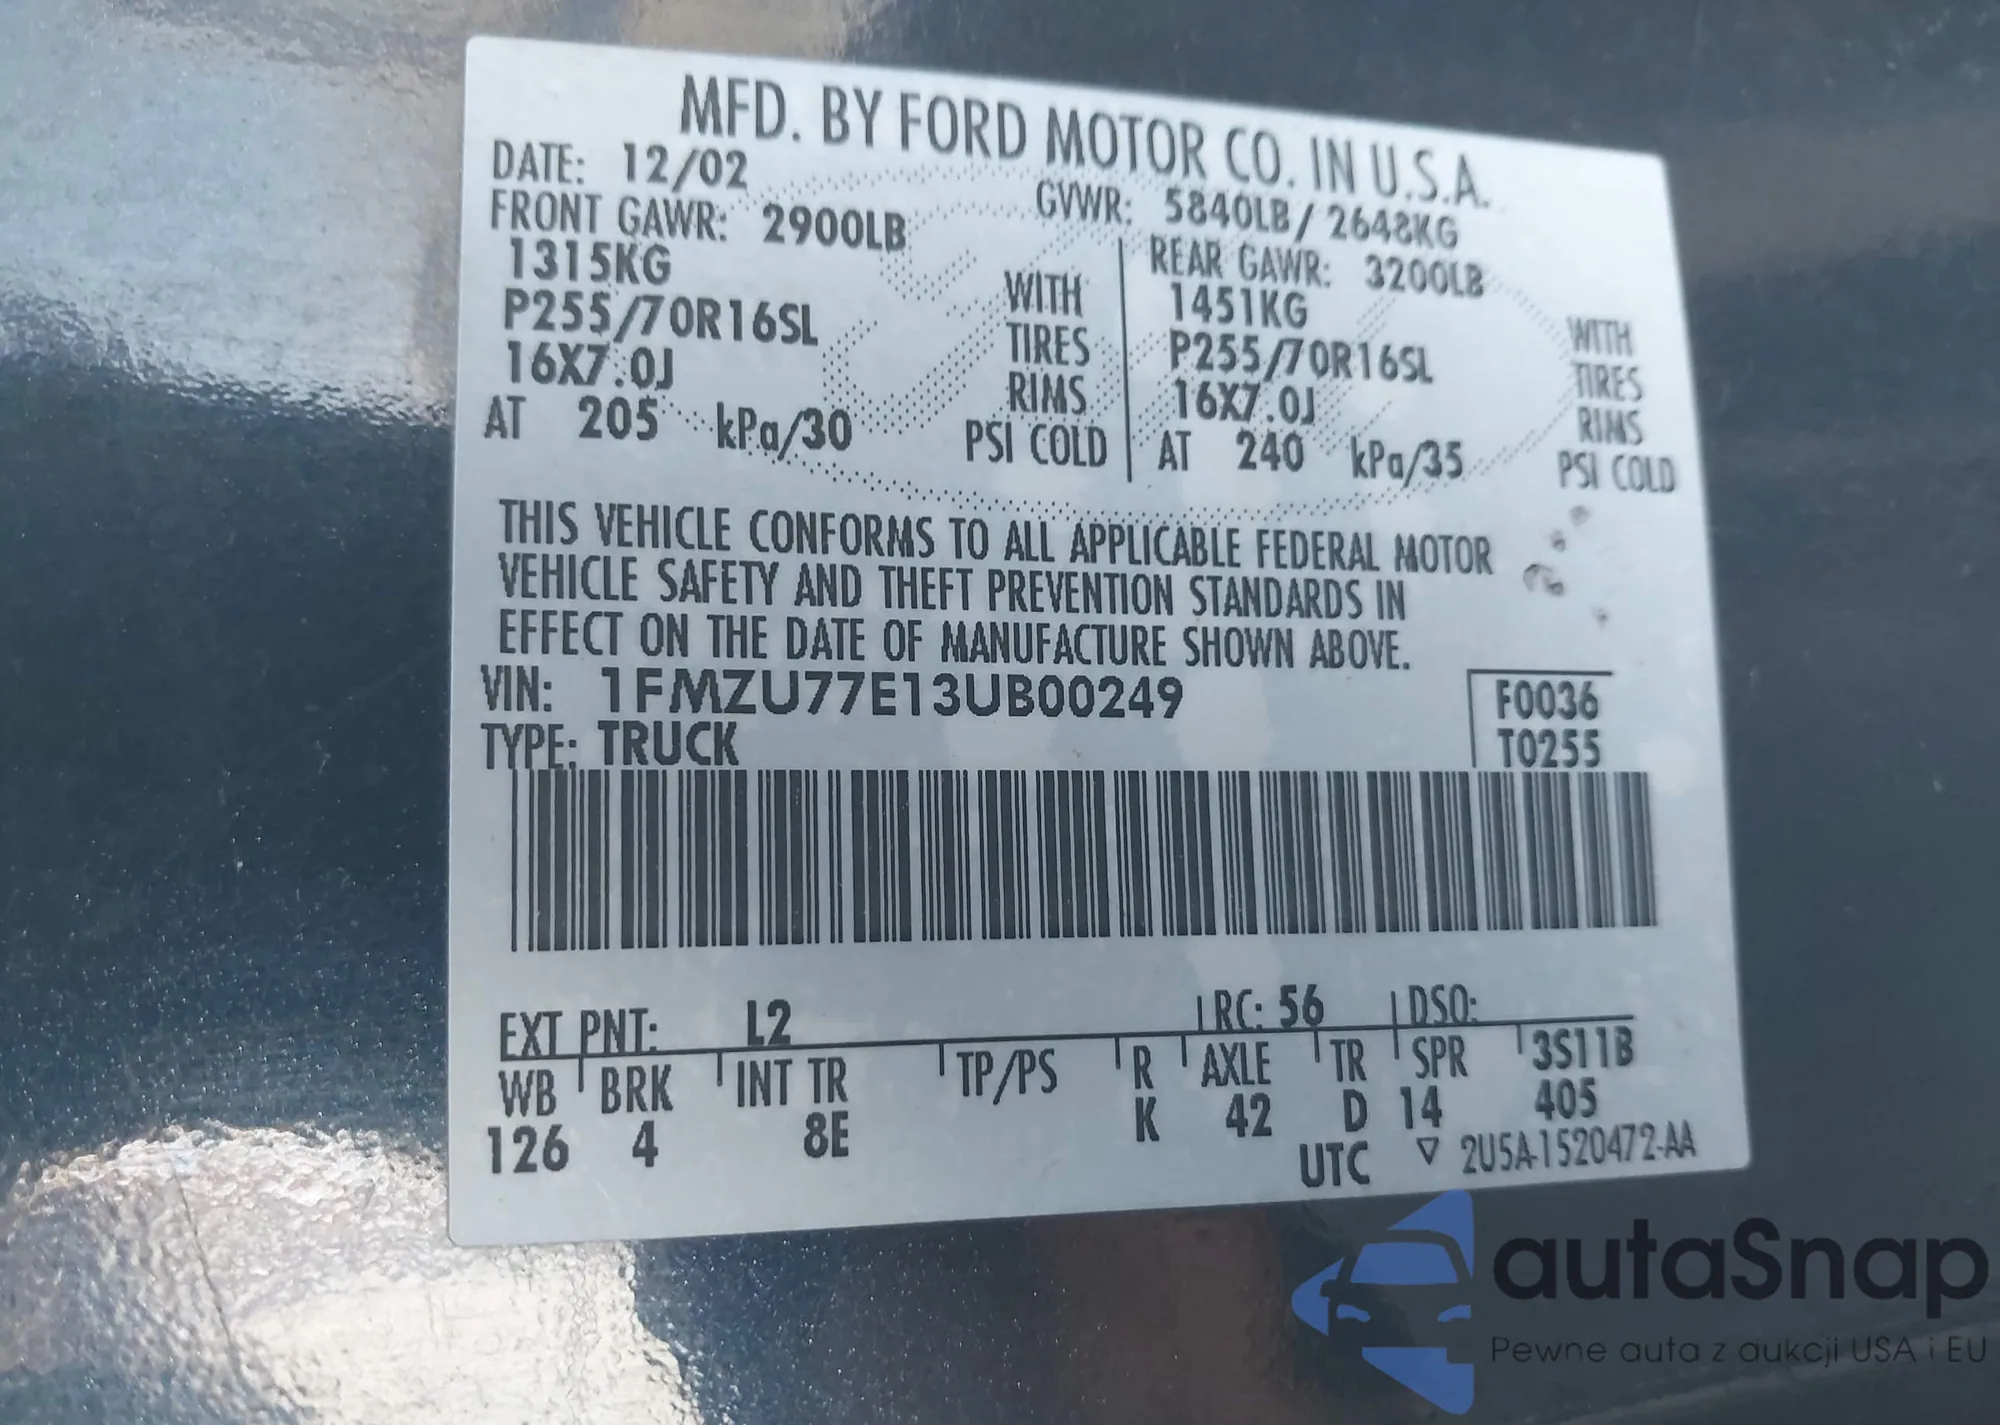 MFD. BY FORD MOTOR CO. IN U.S.A.
DATE: 12/02 GVWR: 5840LB / 2648KG
FRONT GAWR: 2900LB REAR GAWR: 3200LB
1315KG WITH 1451KG WITH
P255/70R16SL TIRES P255/70R16SL TIRES
16X7.0J RIMS 16X7.0J RIMS
AT 205 kPa/30 PSI COLD AT 240 kPa/35 PSI COLD
THIS VEHICLE CONFORMS TO ALL APPLICABLE FEDERAL MOTOR
VEHICLE SAFETY AND THEFT PREVENTION STANDARDS IN
EFFECT ON THE DATE OF MANUFACTURE SHOWN ABOVE.
VIN: 1FMZU77E13UB00249 F0036
TYPE: TRUCK T0255
EXT PNT: L2 RC: 56 DSO:
WB BRK INT TR TP/PS R AXLE TR SPR 3S11B
126 4 8E K 42 D 14 405
UTC ▽ 2U5A-1520472-AA
autaSnap
Pewne auta z aukcji USA i EU